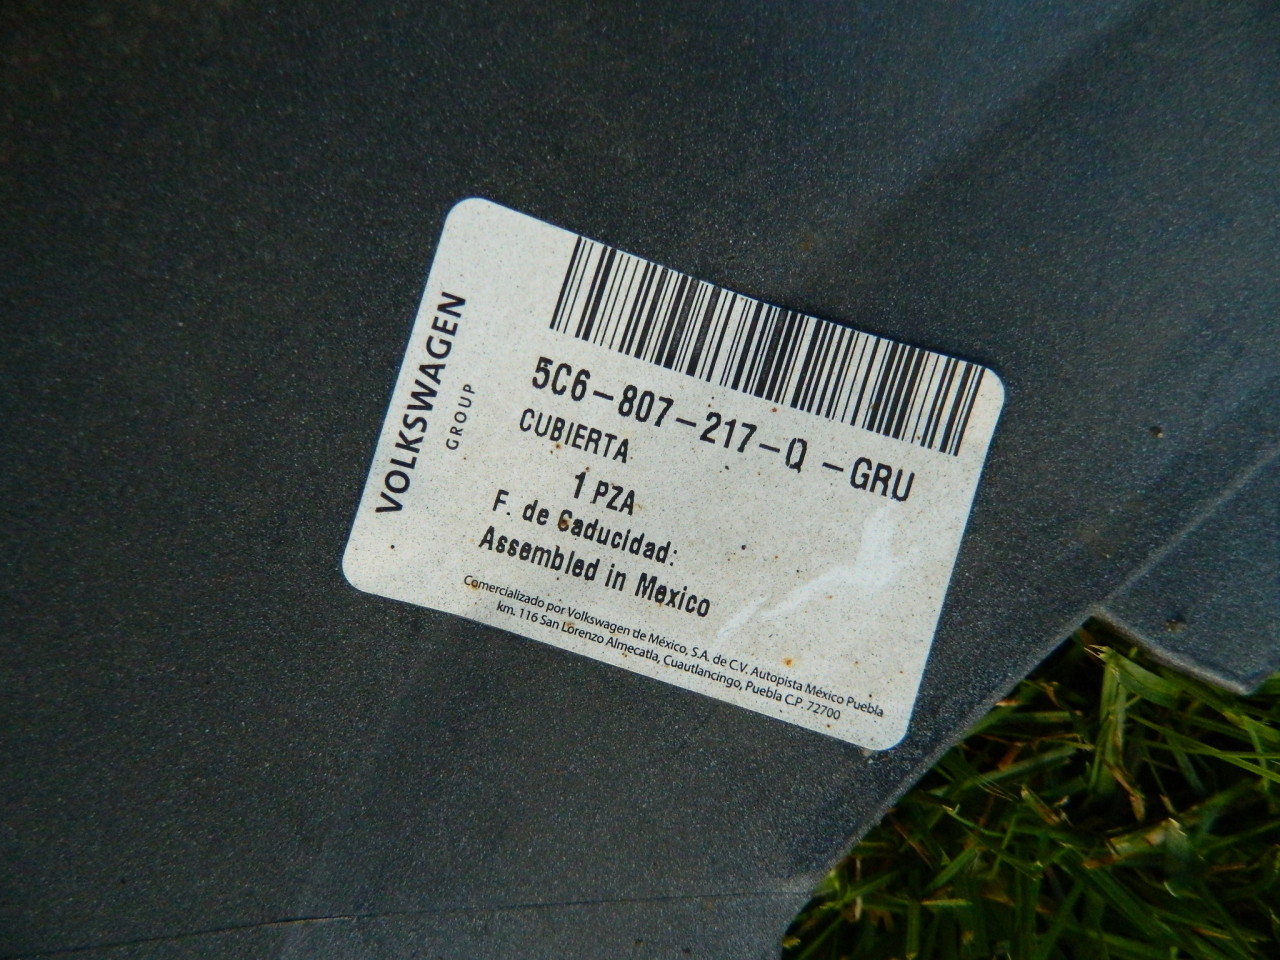 VOLKSWAGEN
GROUP
5C6-807-217-Q -GRU
CUBIERTA
1 PZA
F. de Caducidad:
Assembled in Mexico
Comercializado por Volkswagen de México, S.A. de C.V. Autopista México Puebla
km. 116 San Lorenzo Almecatla, Cuautlancingo, Puebla C.P. 72700